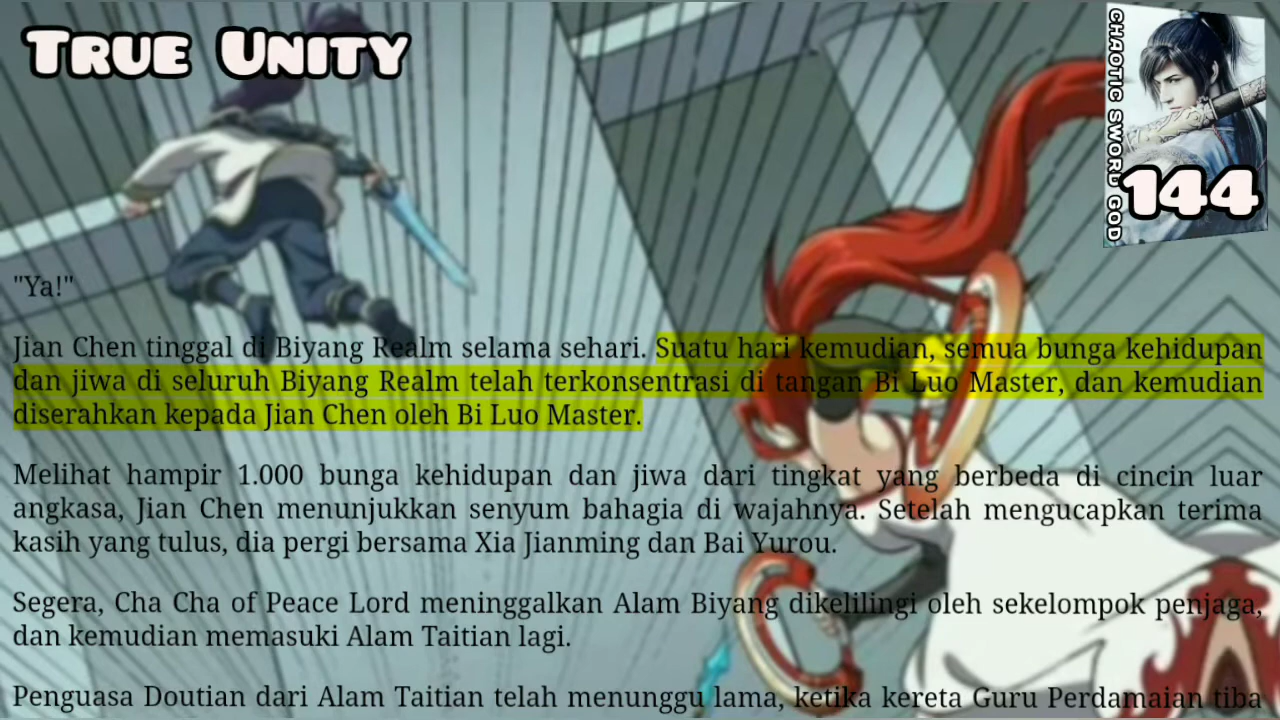 TRUE UNITY
CHAOTIC SWORD GOD
144
"Ya!"
Jian Chen tinggal di Biyang Realm selama sehari. Suatu hari kemudian, semua bunga kehidupan
dan jiwa di seluruh Biyang Realm telah terkonsentrasi di tangan Bi Luo Master, dan kemudian
diserahkan kepada Jian Chen oleh Bi Luo Master.
Melihat hampir 1.000 bunga kehidupan dan jiwa dari tingkat yang berbeda di cincin luar
angkasa, Jian Chen menunjukkan senyum bahagia di wajahnya. Setelah mengucapkan terima
kasih yang tulus, dia pergi bersama Xia Jianming dan Bai Yurou.
Segera, Cha Cha of Peace Lord meninggalkan Alam Biyang dikelilingi oleh sekelompok penjaga,
dan kemudian memasuki Alam Taitian lagi.
Penguasa Doutian dari Alam Taitian telah menunggu lama, ketika kereta Guru Perdamaian tiba